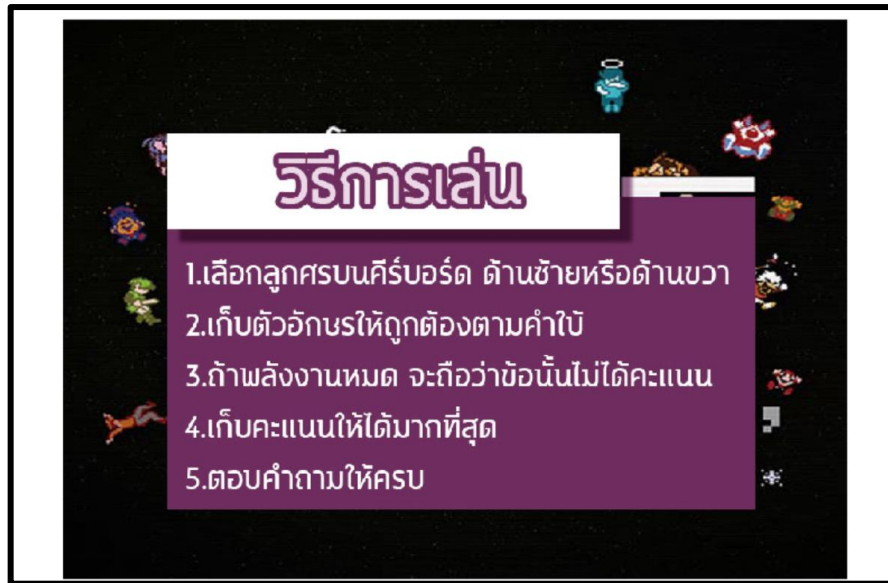 วิธีการเล่น
1.เลือกลูกศรบนคีร์บอร์ด ด้านซ้ายหรือด้านขวา
2.เก็บตัวอักษรให้ถูกต้องตามคำใบ้
3.ถ้าพลังงานหมด จะถือว่าข้อนั้นไม่ได้คะแนน
4.เก็บคะแนนให้ได้มากที่สุด
5.ตอบคำถามให้ครบ